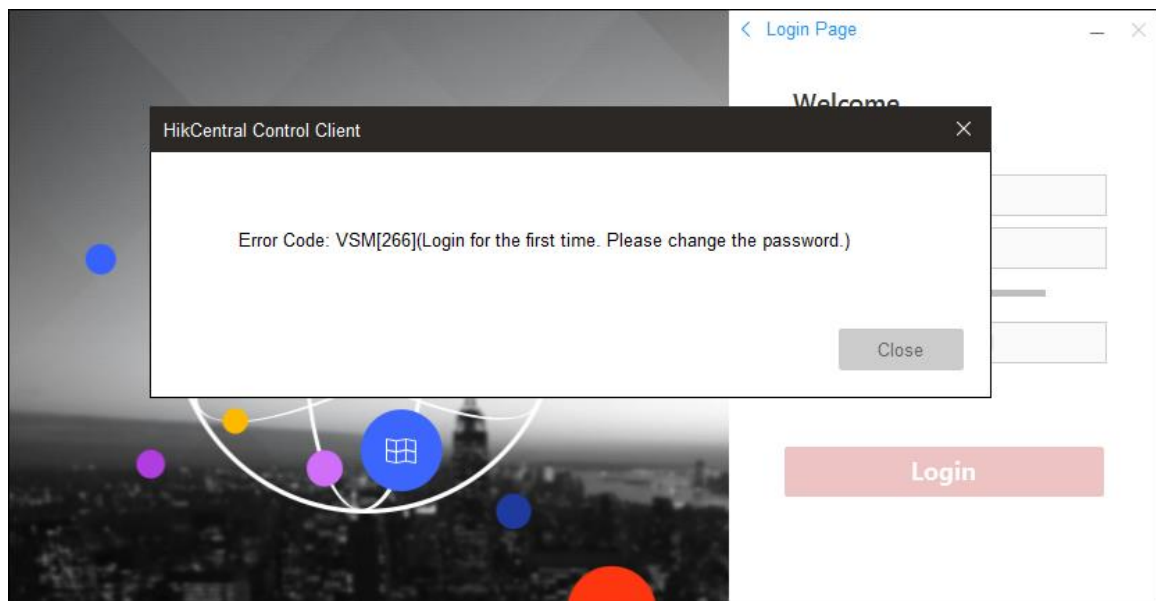 < Login Page
Welcome
HikCentral Control Client
Error Code: VSM[266](Login for the first time. Please change the password.)
Close
Login